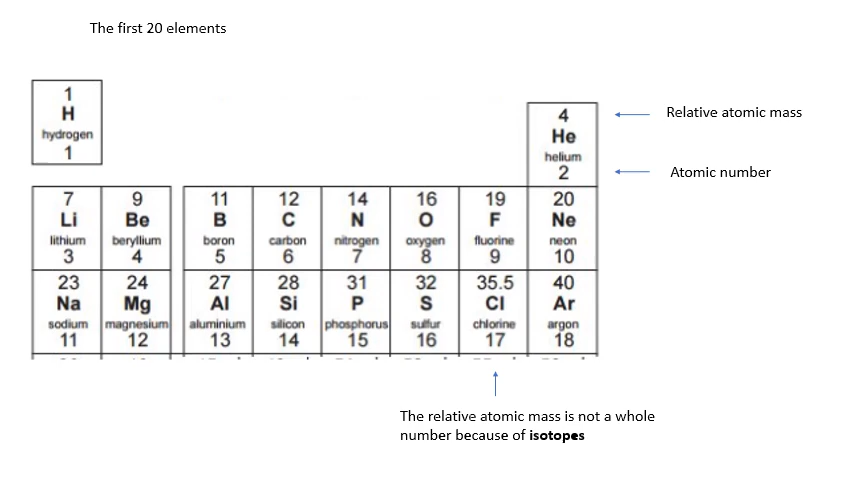 The first 20 elements
1
H
hydrogen
1
4
He
helium
2
Relative atomic mass
Atomic number
7 9 11 12 14 16 19 20
Li Be B C N O F Ne
lithium beryllium boron carbon nitrogen oxygen fluorine neon
3 4 5 6 7 8 9 10
23 24 27 28 31 32 35.5 40
Na Mg Al Si P S Cl Ar
sodium magnesium aluminium silicon phosphorus sulfur chlorine argon
11 12 13 14 15 16 17 18
The relative atomic mass is not a whole
number because of isotopes